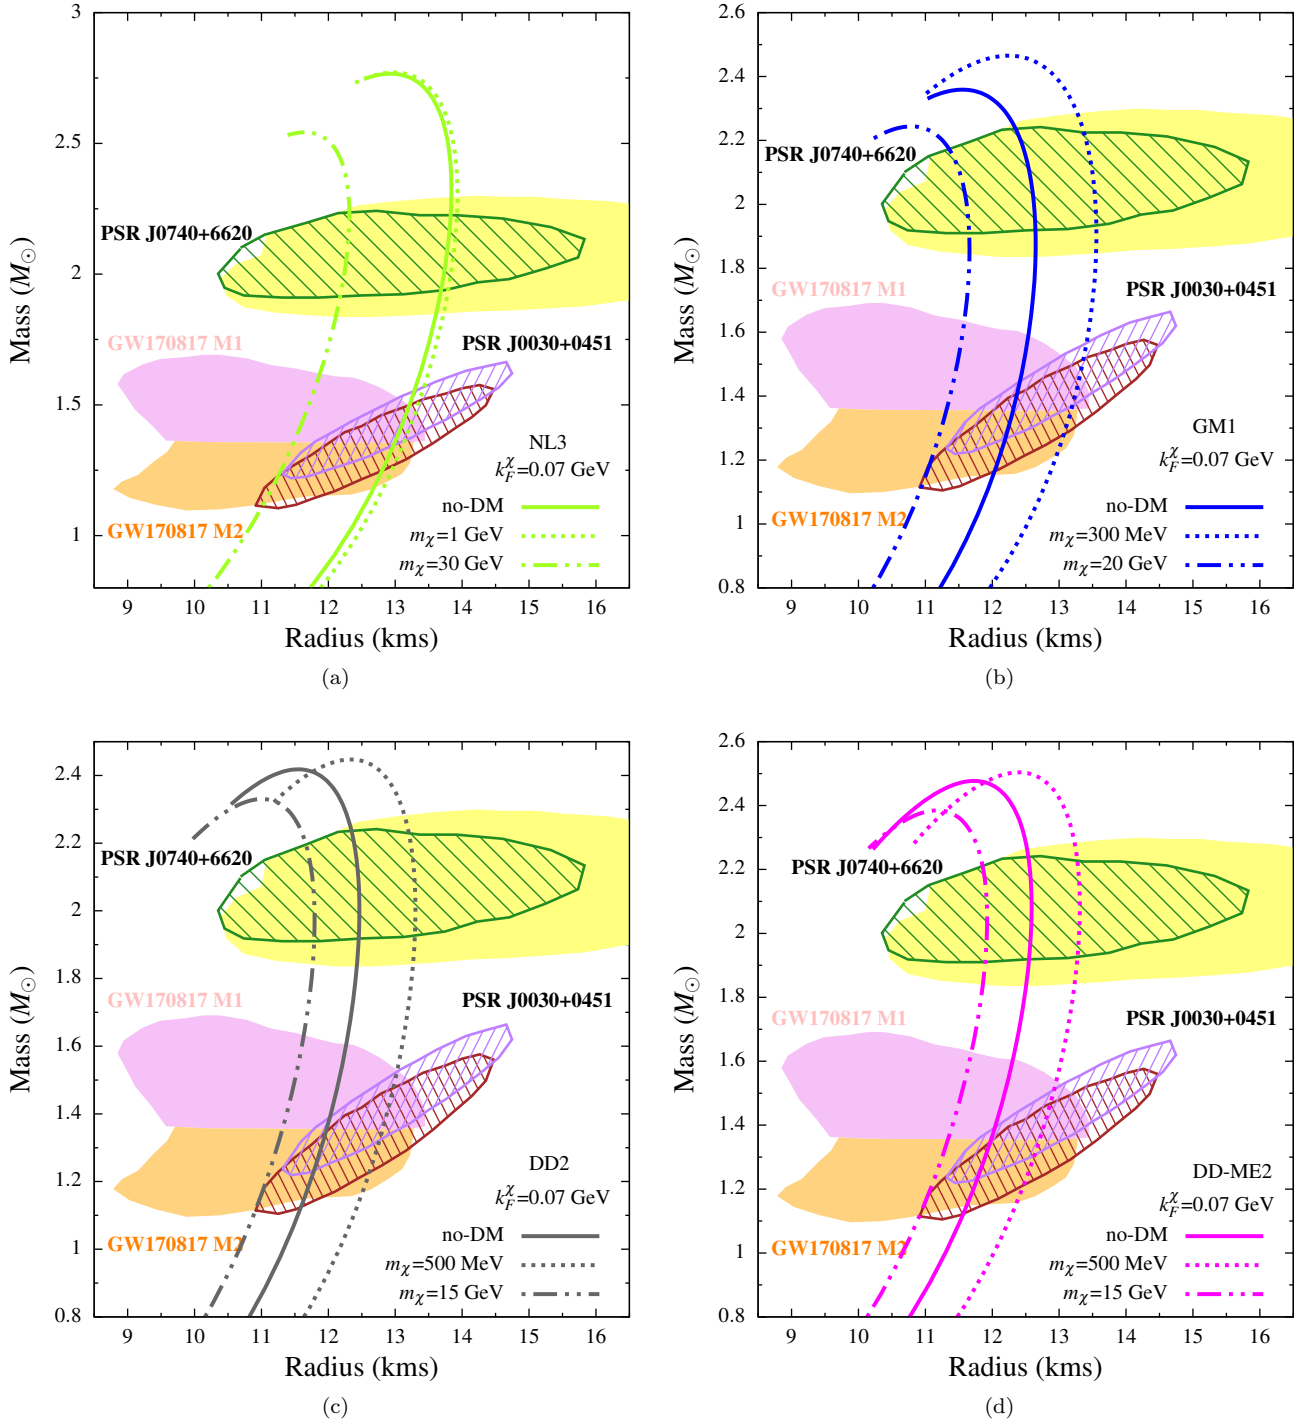 3
2.5
2
1.5
1
Mass (M⊙)
PSR J0740+6620
GW170817 M1
PSR J0030+0451
GW170817 M2
NL3
k_F^χ=0.07 GeV
no-DM
m_χ=1 GeV
m_χ=30 GeV
9 10 11 12 13 14 15 16
Radius (kms)
(a)
2.6
2.4
2.2
2
1.8
1.6
1.4
1.2
1
0.8
Mass (M⊙)
PSR J0740+6620
GW170817 M1
PSR J0030+0451
GW170817 M2
GM1
k_F^χ=0.07 GeV
no-DM
m_χ=300 MeV
m_χ=20 GeV
9 10 11 12 13 14 15 16
Radius (kms)
(b)
2.4
2.2
2
1.8
1.6
1.4
1.2
1
0.8
Mass (M⊙)
PSR J0740+6620
GW170817 M1
PSR J0030+0451
GW170817 M2
DD2
k_F^χ=0.07 GeV
no-DM
m_χ=500 MeV
m_χ=15 GeV
9 10 11 12 13 14 15 16
Radius (kms)
(c)
2.6
2.4
2.2
2
1.8
1.6
1.4
1.2
1
0.8
Mass (M⊙)
PSR J0740+6620
GW170817 M1
PSR J0030+0451
GW170817 M2
DD-ME2
k_F^χ=0.07 GeV
no-DM
m_χ=500 MeV
m_χ=15 GeV
9 10 11 12 13 14 15 16
Radius (kms)
(d)